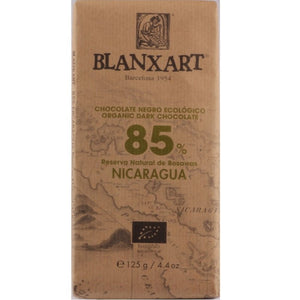 BLANXART
Barcelona 1954
CHOCOLATE NEGRO ECOLÓGICO
ORGANIC DARK CHOCOLATE
85%
Reserva Natural de Bosawas
NICARAGUA
e 125 g / 4.4 oz